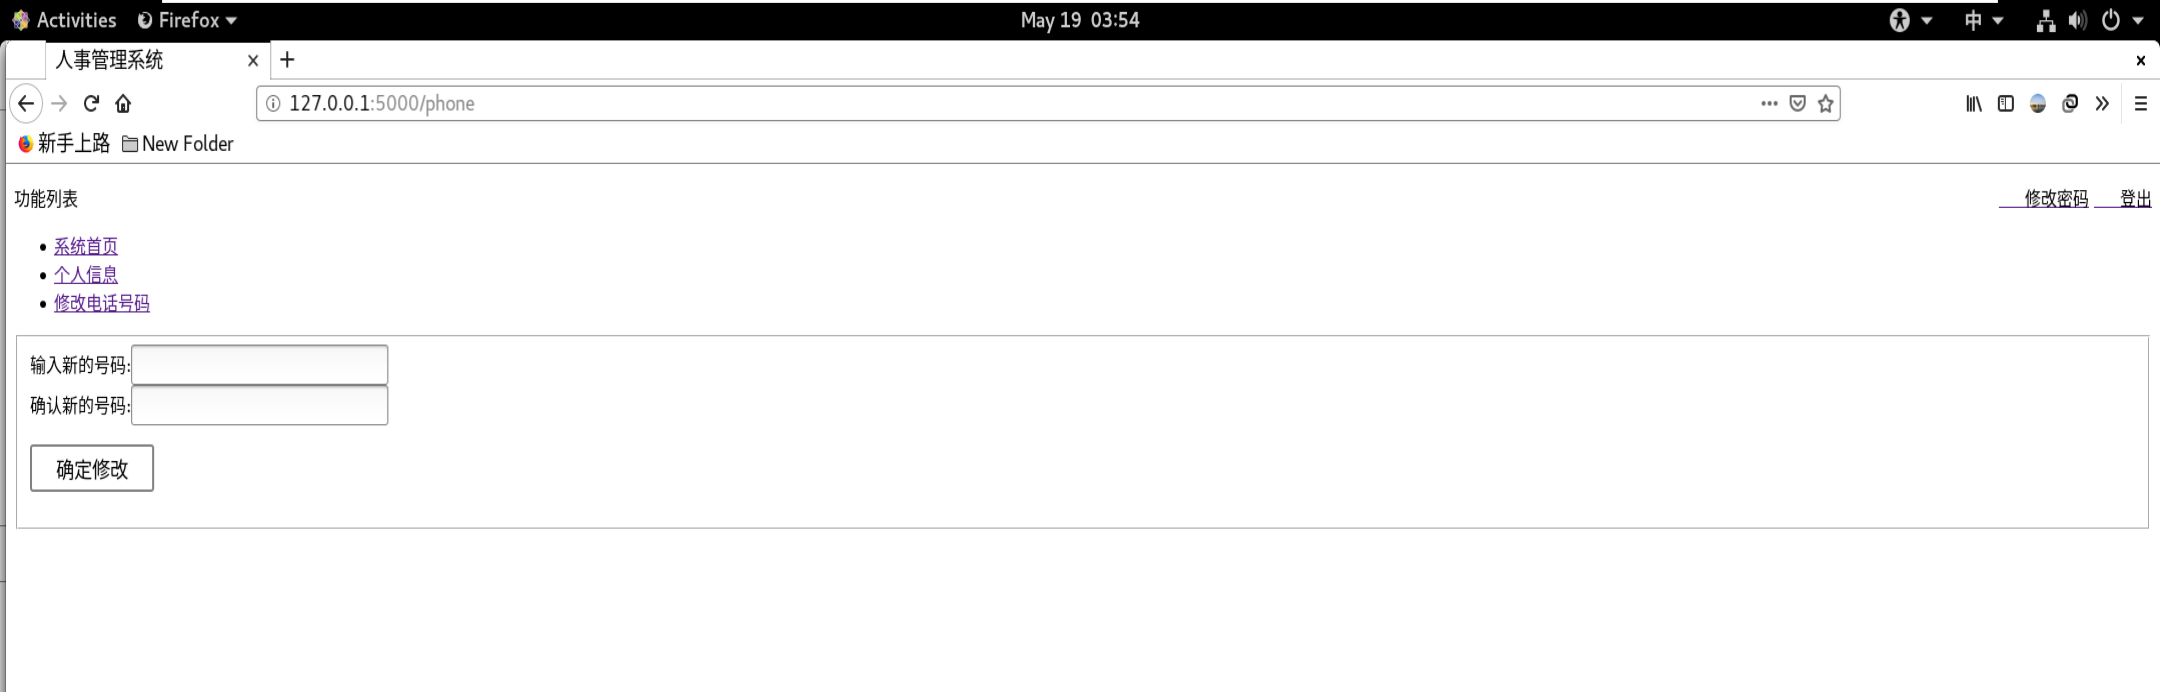 Activities Firefox May 19 03:54 中
人事管理系统
127.0.0.1:5000/phone
新手上路 New Folder
功能列表 修改密码 登出
系统首页
个人信息
修改电话号码
输入新的号码:
确认新的号码:
确定修改